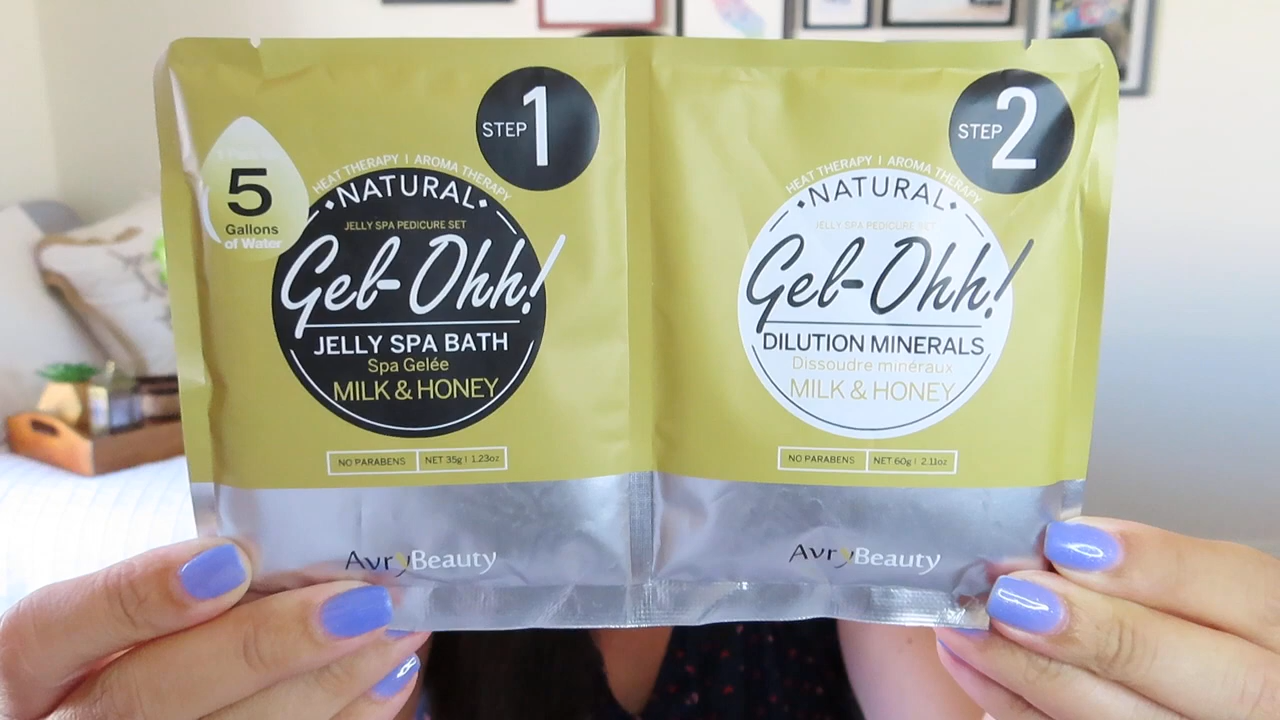 STEP 1
5
Gallons
of Water
HEAT THERAPY | AROMA THERAPY
NATURAL
JELLY SPA PEDICURE SET
Gel-Ohh!
JELLY SPA BATH
Spa Gelée
MILK & HONEY
NO PARABENS NET 35g | 1.23oz
AvryBeauty
STEP 2
HEAT THERAPY | AROMA THERAPY
NATURAL
JELLY SPA PEDICURE SET
Gel-Ohh!
DILUTION MINERALS
Dissoudre minéraux
MILK & HONEY
NO PARABENS NET 60g | 2.11oz
AvryBeauty